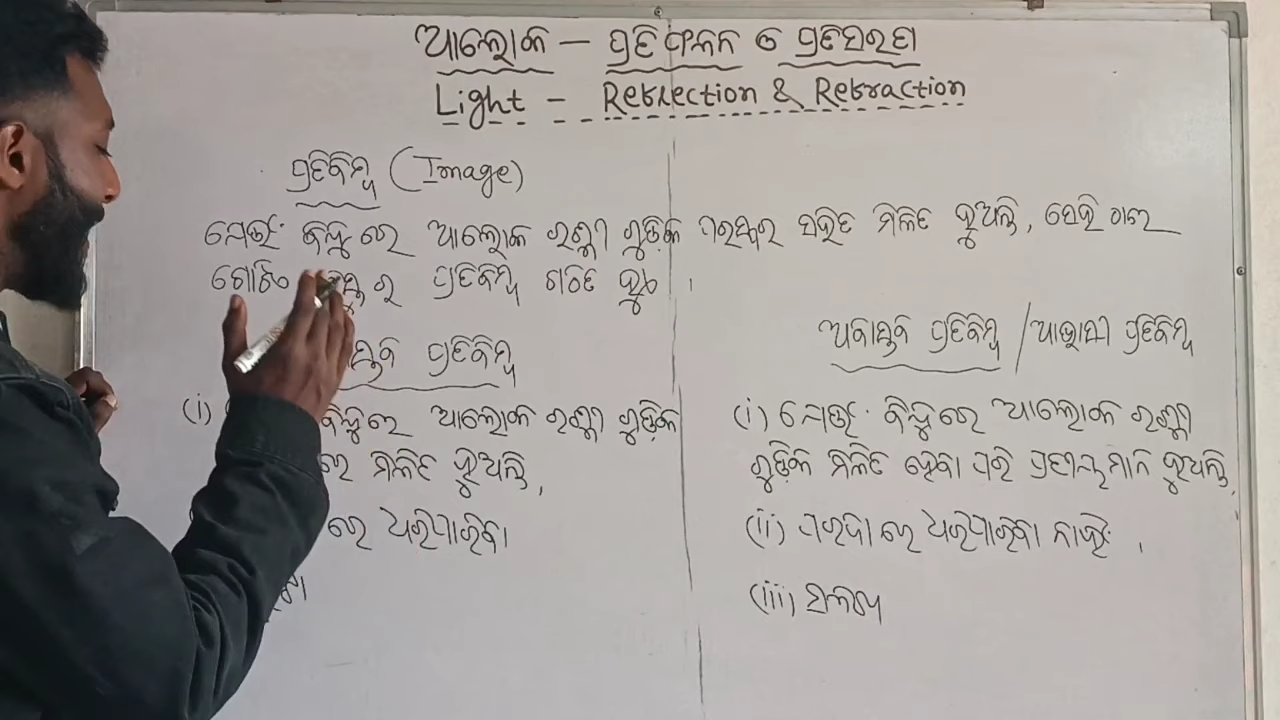 ଆଲୋକ — ପ୍ରତିଫଳନ ଓ ପ୍ରତିସରଣ
Light - Reflection & Refraction
ପ୍ରତିବିମ୍ବ (Image)
ଯେଉଁ ବିନ୍ଦୁ ରେ ଆଲୋକ ରଶ୍ମୀ ଗୁଡ଼ିକ ପରସ୍ପର ସହିତ ମିଳିତ ହୁଅନ୍ତି, ସେହି ଠାରେ
ଗୋଟିଏ ର ପ୍ରତିବିମ୍ବ ଗଠିତ ହୁଏ ।
ପ୍ରତିବିମ୍ବ
(i) ଆଲୋକ ରଶ୍ମୀ ଗୁଡ଼ିକ
ରେ ମିଳିତ ହୁଅନ୍ତି,
ରେ ଧରିପାରିବା
ଅବାସ୍ତବ ପ୍ରତିବିମ୍ବ / ଆଭାସୀ ପ୍ରତିବିମ୍ବ
(i) ଯେଉଁ ବିନ୍ଦୁରେ ଆଲୋକ ରଶ୍ମୀ
ଗୁଡ଼ିକ ମିଳିତ ହେବା ପରି ପ୍ରତୀୟମାନ ହୁଅନ୍ତି,
(ii) ପରଦା ରେ ଧରିପାରିବା ନାହିଁ ,
(iii) ସଳଖ